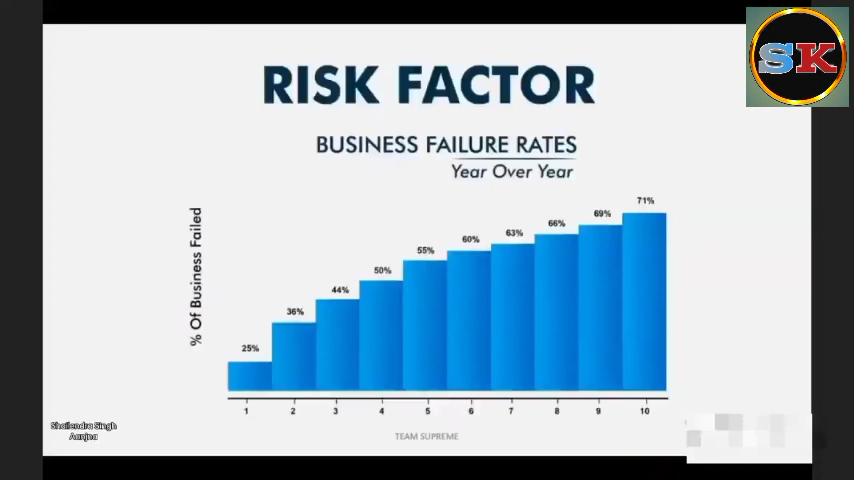 SK
RISK FACTOR
BUSINESS FAILURE RATES
Year Over Year
% Of Business Failed
25%
36%
44%
50%
55%
60%
63%
66%
69%
71%
1 2 3 4 5 6 7 8 9 10
Shailendra Singh
Aanjna
TEAM SUPREME